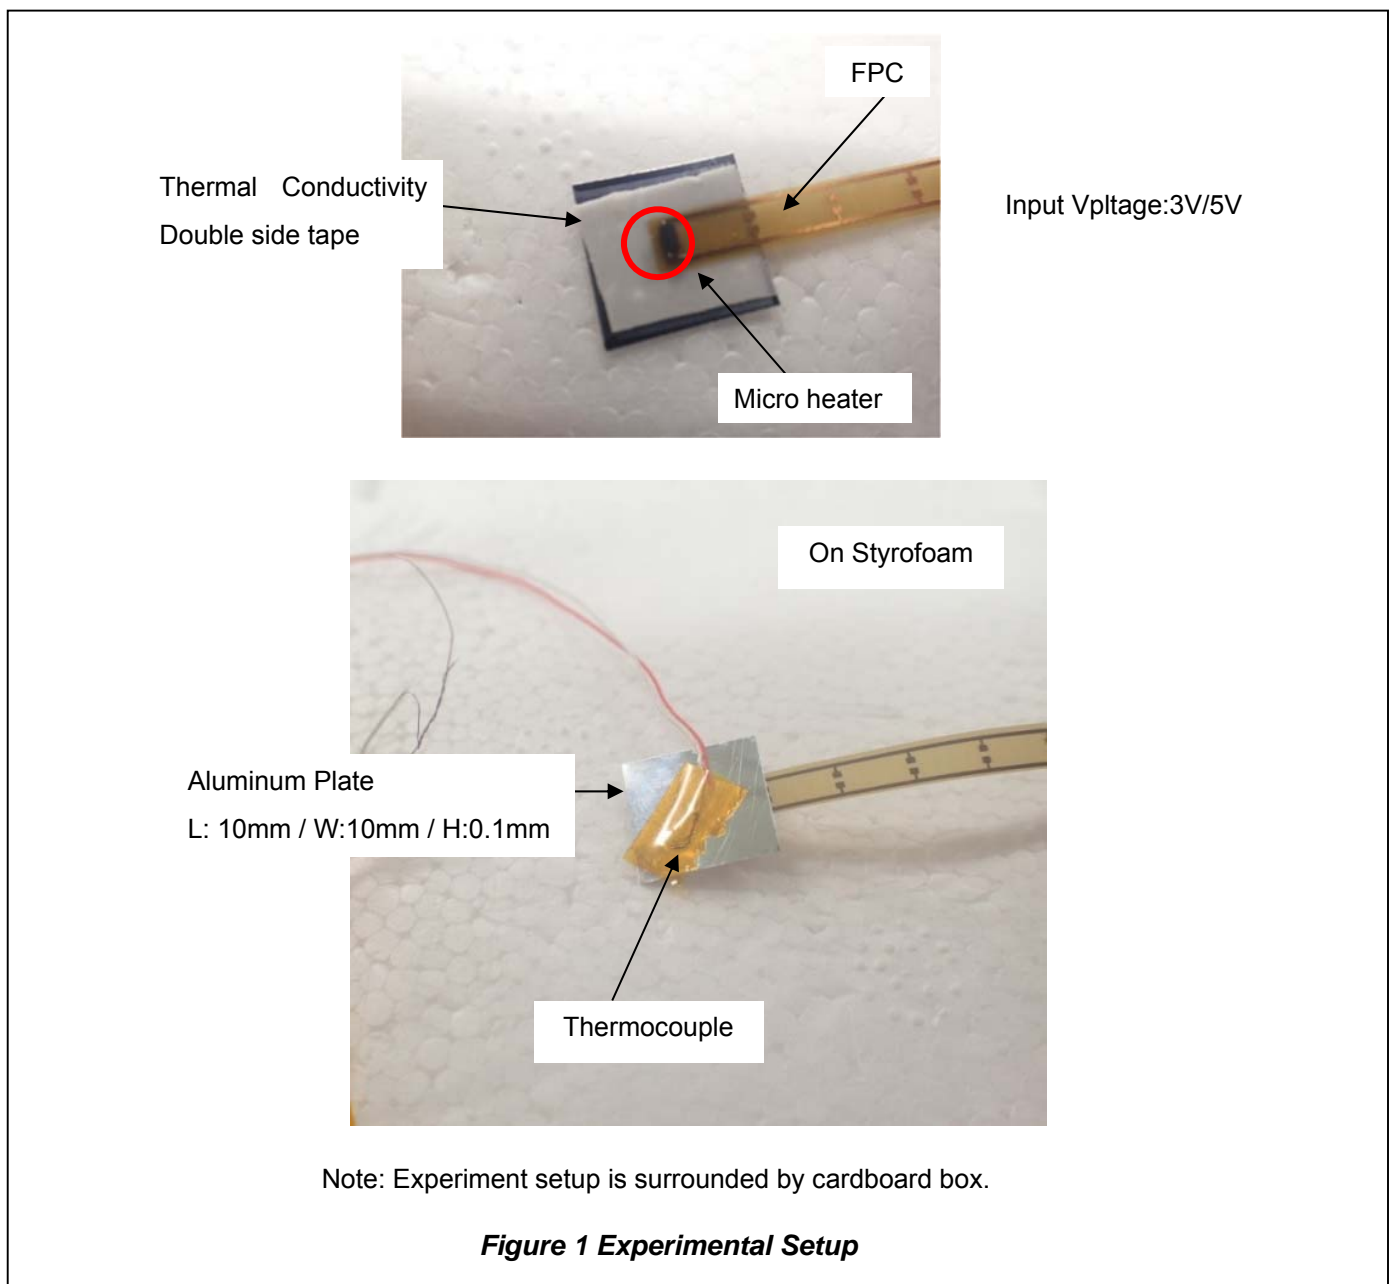 FPC
Thermal Conductivity
Double side tape
Input Vpltage:3V/5V
Micro heater
On Styrofoam
Aluminum Plate
L: 10mm / W:10mm / H:0.1mm
Thermocouple
Note: Experiment setup is surrounded by cardboard box.
Figure 1 Experimental Setup